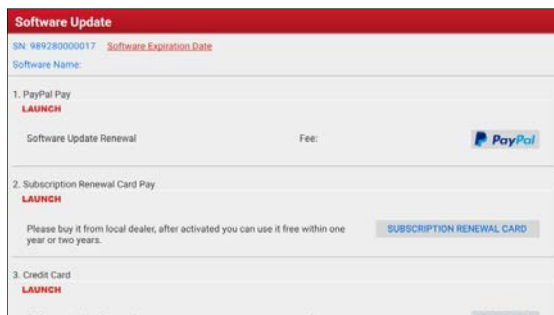 Software Update
SN: 989280000017 Software Expiration Date
Software Name:
1. PayPal Pay
LAUNCH
Software Update Renewal Fee: PayPal
2. Subscription Renewal Card Pay
LAUNCH
Please buy it from local dealer, after activated you can use it free within one SUBSCRIPTION RENEWAL CARD
year or two years.
3. Credit Card
LAUNCH